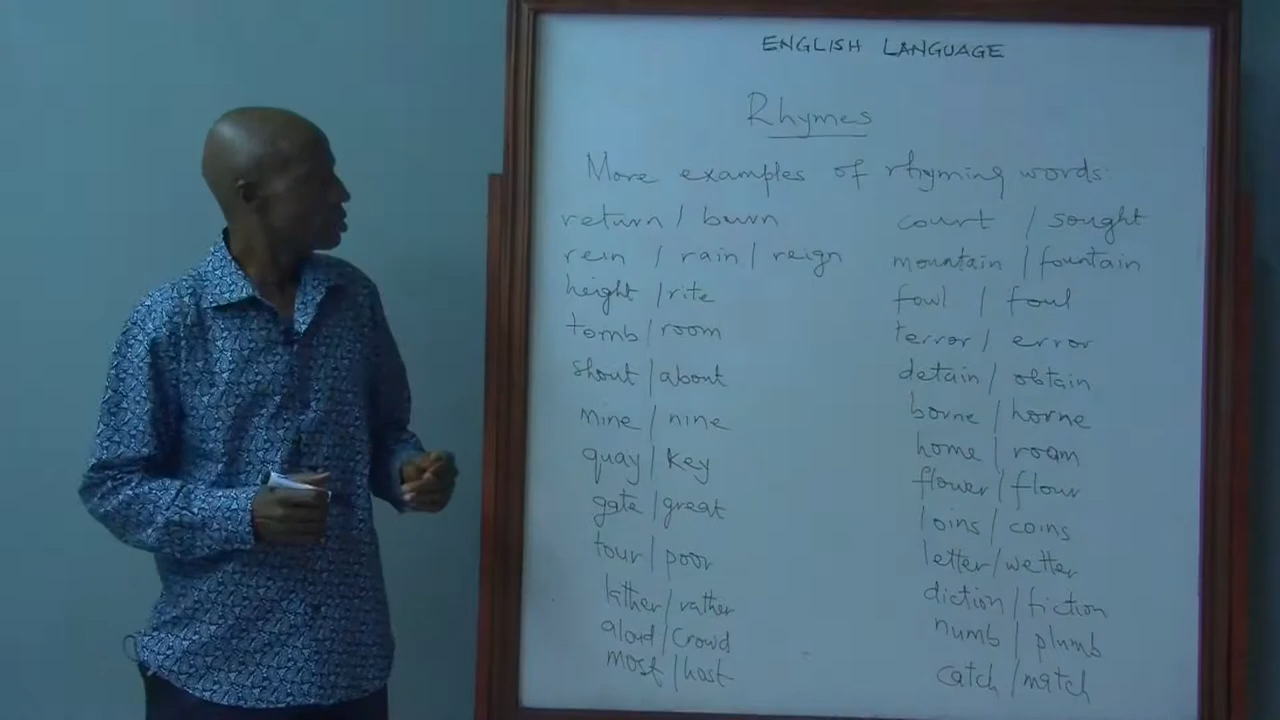 ENGLISH LANGUAGE
Rhymes
More examples of rhyming words:
return / burn
rein / rain / reign
height / rite
tomb / room
shout / about
mine / nine
quay / key
gate / great
tour / poor
lather / rather
aloud / crowd
most / host
court / sought
mountain / fountain
fowl / foul
terror / error
detain / obtain
borne / horne
home / roam
flower / flour
loins / coins
letter / wetter
diction / fiction
numb / plumb
catch / match